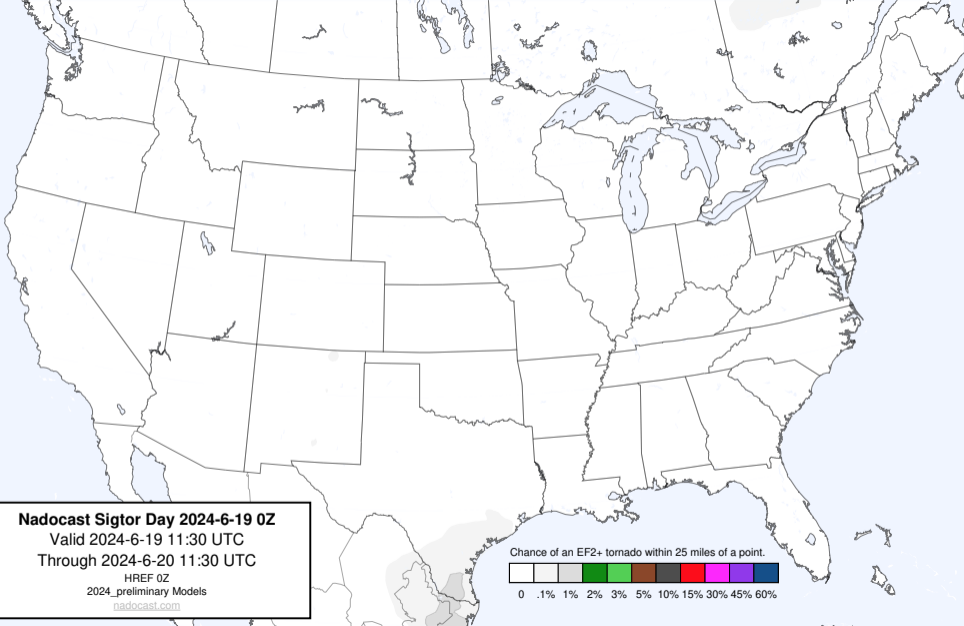 Nadocast Sigtor Day 2024-6-19 0Z
Valid 2024-6-19 11:30 UTC
Through 2024-6-20 11:30 UTC
HREF 0Z
2024_preliminary Models
nadocast.com
Chance of an EF2+ tornado within 25 miles of a point.
0 .1% 1% 2% 3% 5% 10% 15% 30% 45% 60%